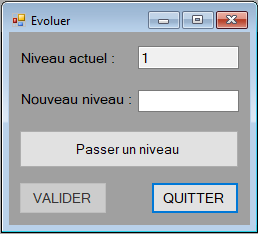 Evoluer
Niveau actuel : 1
Nouveau niveau :
Passer un niveau
VALIDER QUITTER